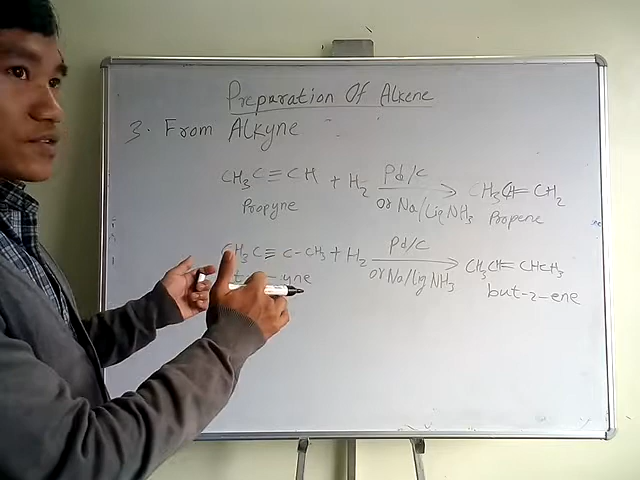 Preparation Of Alkene
3. From Alkyne
CH₃C≡CH + H₂ Pd/C CH₃CH=CH₂
or Na/Liq NH₃
Propyne Propene
CH₃C≡C-CH₃ + H₂ Pd/C CH₃CH=CHCH₃
or Na/Liq NH₃
yne but-2-ene